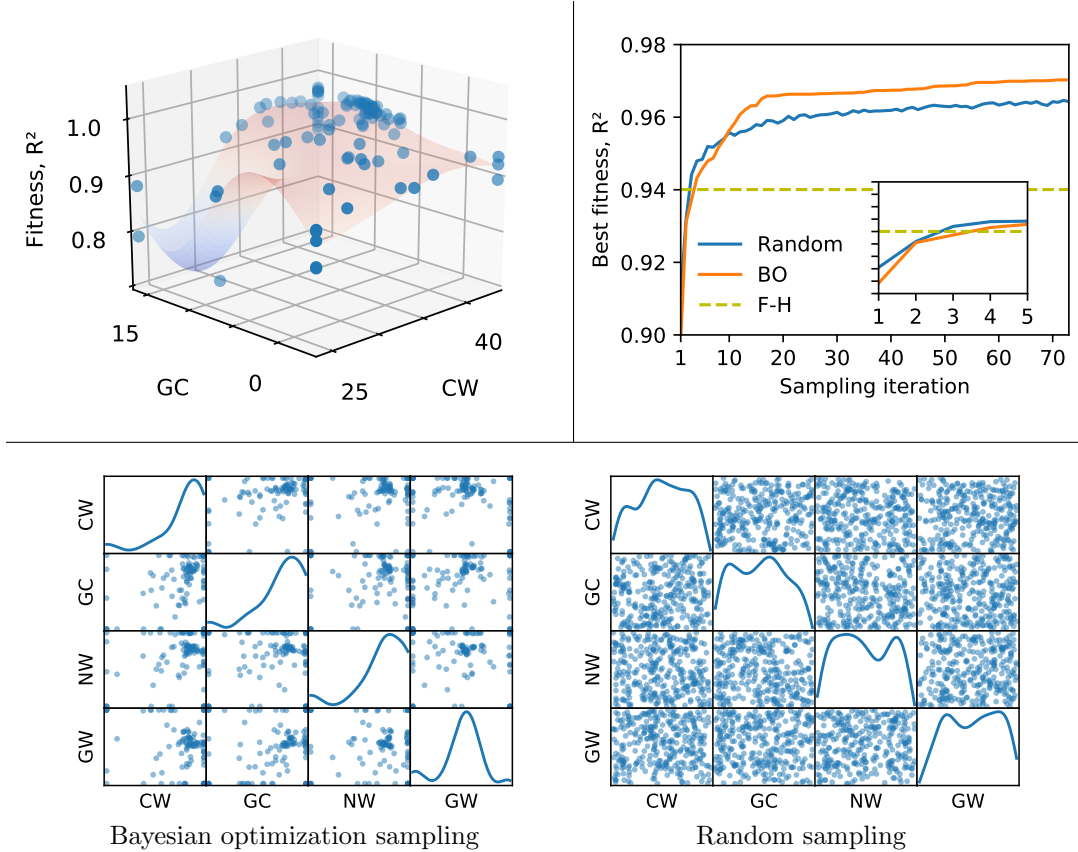 1.0
0.9
0.8
Fitness, R²
15
0
GC
25
40
CW
0.98
0.96
0.94
0.92
0.90
Best fitness, R²
Random
BO
F-H
1 2 3 4 5
1 10 20 30 40 50 60 70
Sampling iteration
CW
GC
NW
GW
CW GC NW GW
Bayesian optimization sampling
CW
GC
NW
GW
CW GC NW GW
Random sampling